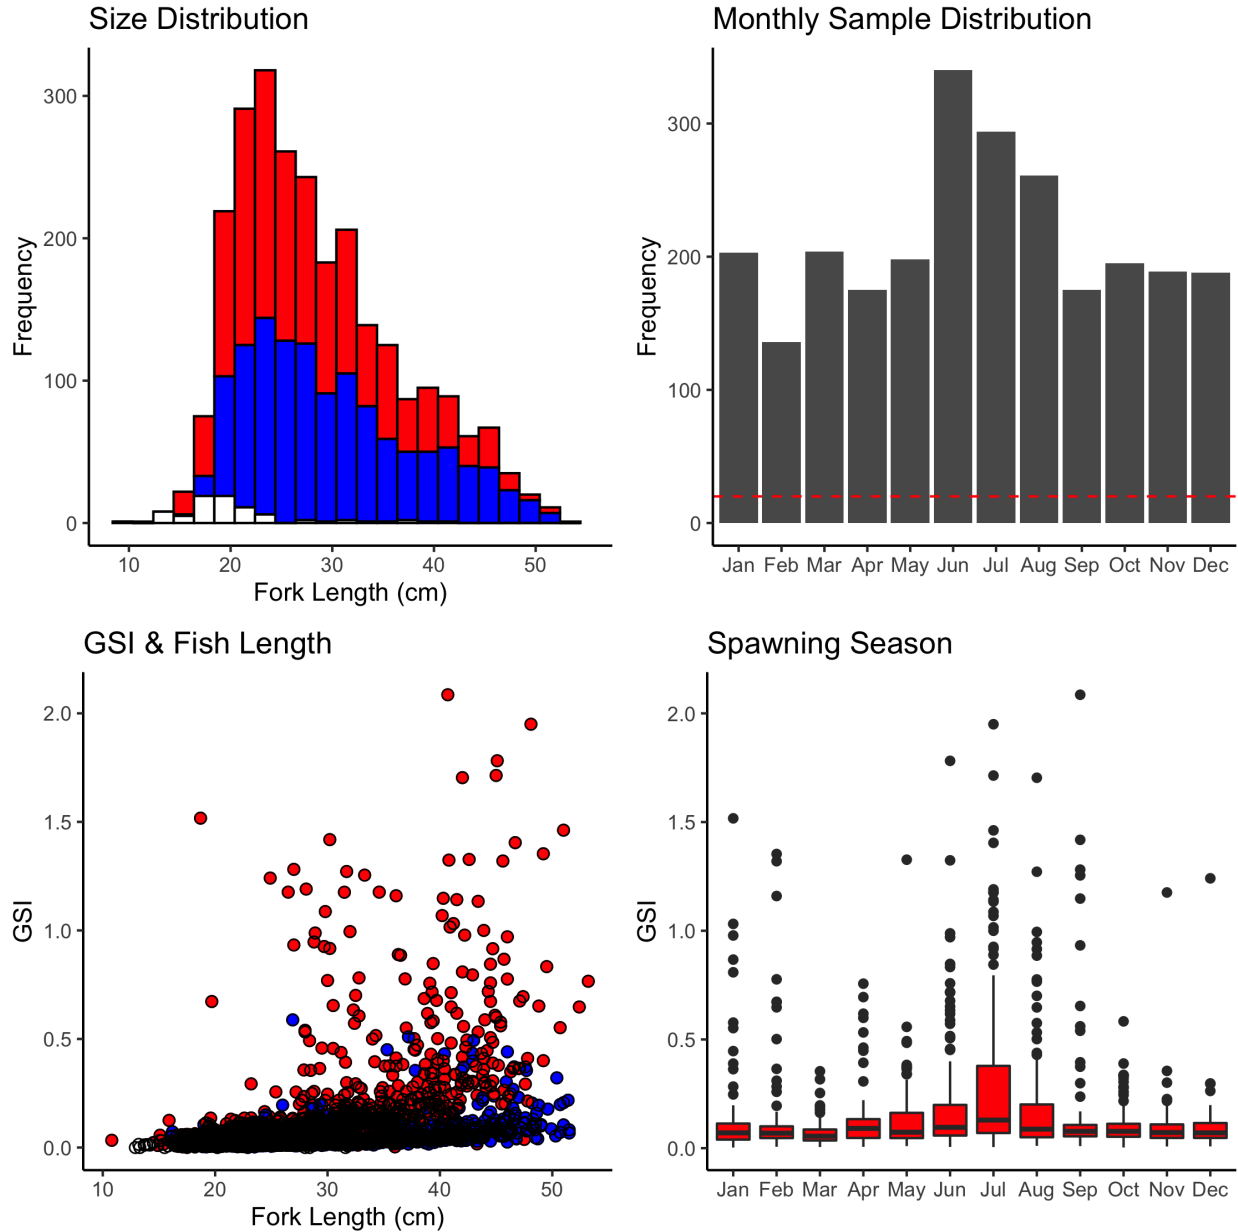 Size Distribution
Frequency
300
200
100
0
10 20 30 40 50
Fork Length (cm)
Monthly Sample Distribution
Frequency
300
200
100
0
Jan Feb Mar Apr May Jun Jul Aug Sep Oct Nov Dec
GSI & Fish Length
GSI
2.0
1.5
1.0
0.5
0.0
10 20 30 40 50
Fork Length (cm)
Spawning Season
GSI
2.0
1.5
1.0
0.5
0.0
Jan Feb Mar Apr May Jun Jul Aug Sep Oct Nov Dec